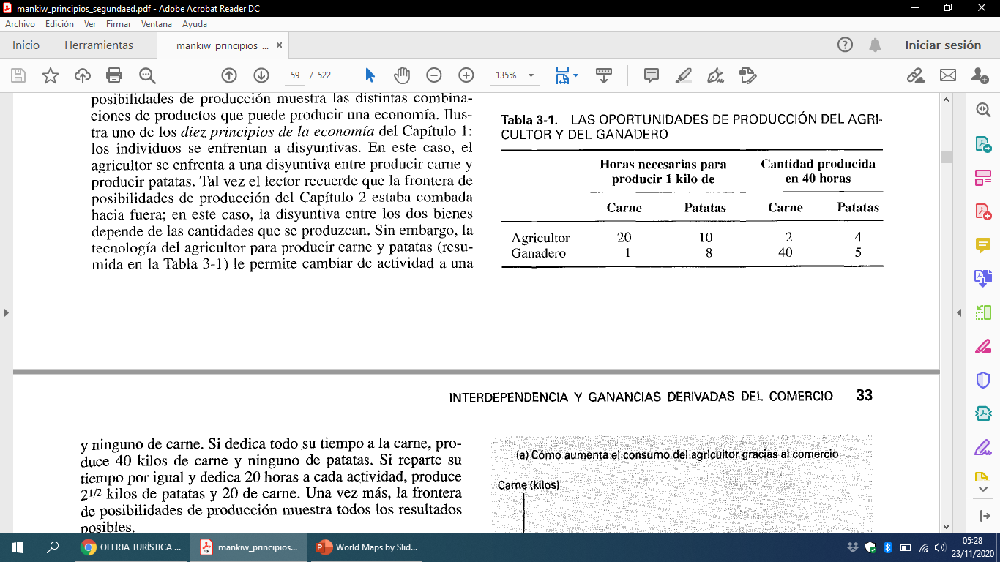 mankiw_principios_segundaed.pdf - Adobe Acrobat Reader DC
Archivo Edición Ver Firmar Ventana Ayuda
Inicio Herramientas mankiw_principios_... × Iniciar sesión
59 / 522 135%
posibilidades de producción muestra las distintas combina-
ciones de productos que puede producir una economía. Ilus-
tra uno de los diez principios de la economía del Capítulo 1:
los individuos se enfrentan a disyuntivas. En este caso, el
agricultor se enfrenta a una disyuntiva entre producir carne y
producir patatas. Tal vez el lector recuerde que la frontera de
posibilidades de producción del Capítulo 2 estaba combada
hacia fuera; en este caso, la disyuntiva entre los dos bienes
depende de las cantidades que se produzcan. Sin embargo, la
tecnología del agricultor para producir carne y patatas (resu-
mida en la Tabla 3-1) le permite cambiar de actividad a una
Tabla 3-1. LAS OPORTUNIDADES DE PRODUCCIÓN DEL AGRI-
CULTOR Y DEL GANADERO
Horas necesarias para Cantidad producida
producir 1 kilo de en 40 horas
Carne Patatas Carne Patatas
Agricultor 20 10 2 4
Ganadero 1 8 40 5
INTERDEPENDENCIA Y GANANCIAS DERIVADAS DEL COMERCIO 33
y ninguno de carne. Si dedica todo su tiempo a la carne, pro-
duce 40 kilos de carne y ninguno de patatas. Si reparte su
tiempo por igual y dedica 20 horas a cada actividad, produce
2 1/2 kilos de patatas y 20 de carne. Una vez más, la frontera
de posibilidades de producción muestra todos los resultados
posibles.
(a) Cómo aumenta el consumo del agricultor gracias al comercio
Carne (kilos)
OFERTA TURÍSTICA ... mankiw_principios... World Maps by Slid...
05:28
23/11/2020